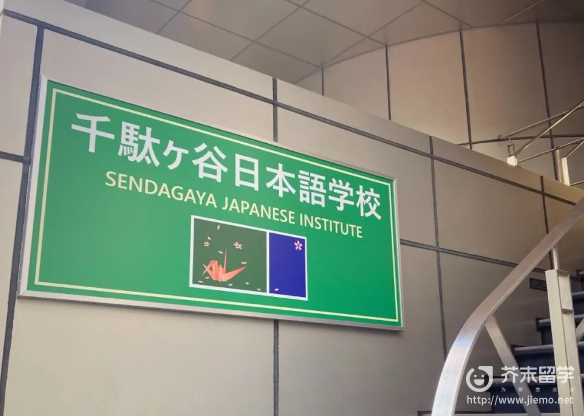 千駄ヶ谷日本語学校
SENDAGAYA JAPANESE INSTITUTE
芥末留学
http://www.jiemo.net